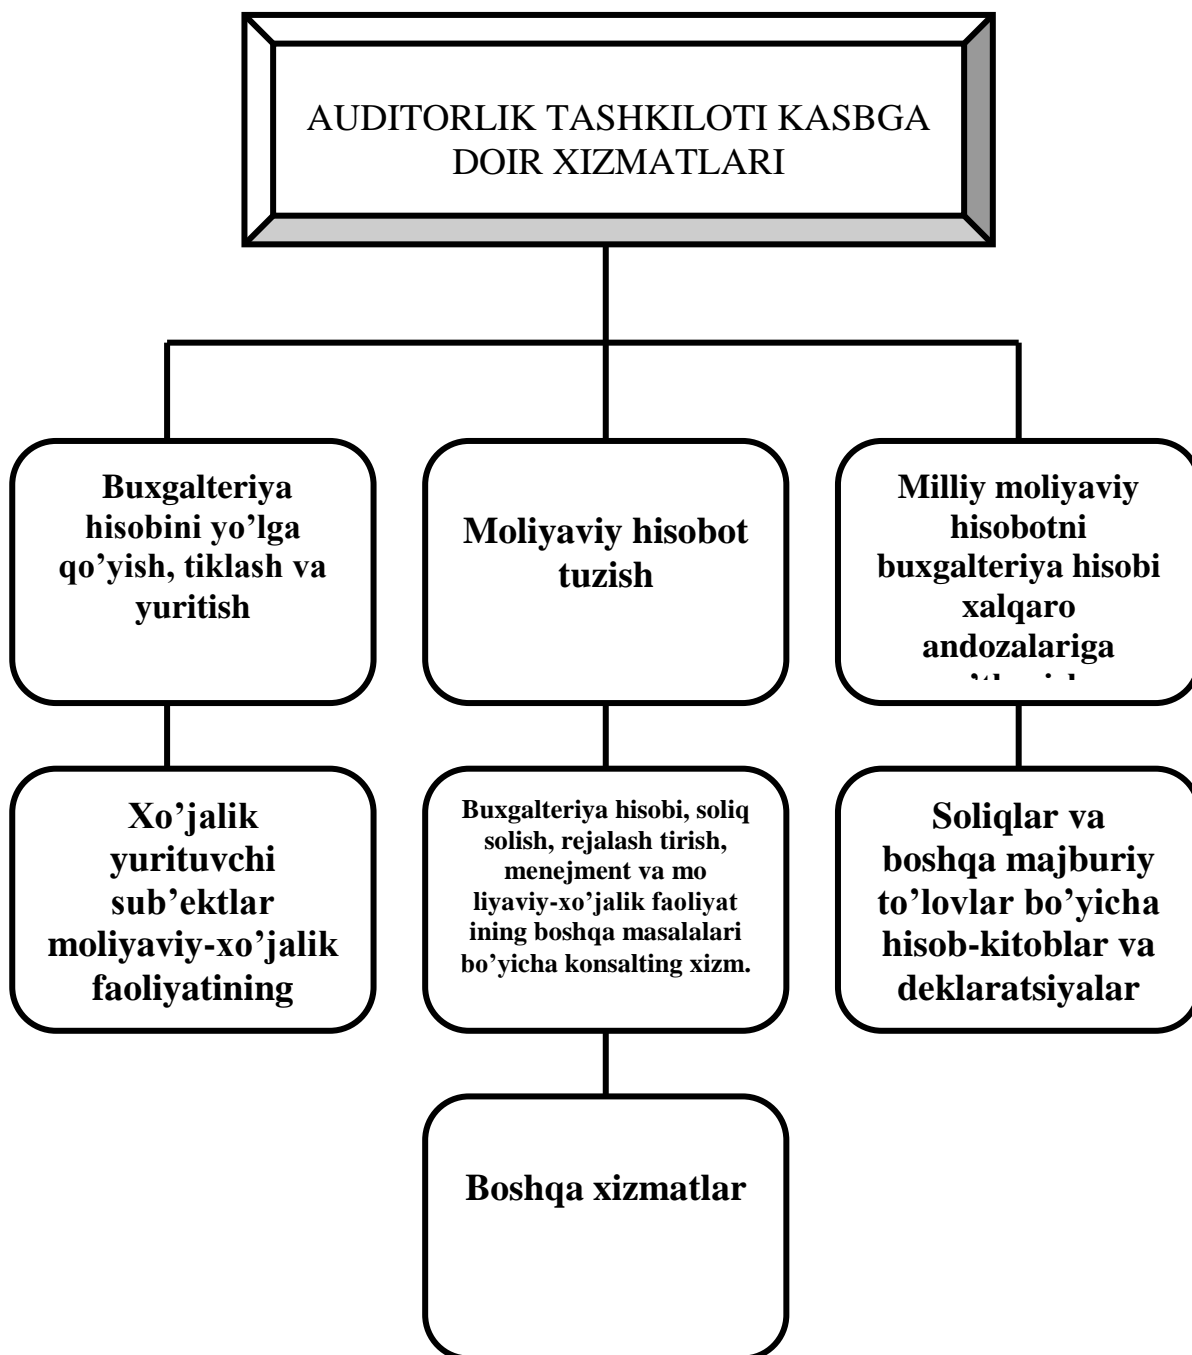 AUDITORLIK TASHKILOTI KASBGA
DOIR XIZMATLARI
Buxgalteriya
hisobini yo’lga
qo’yish, tiklash va
yuritish
Moliyaviy hisobot
tuzish
Milliy moliyaviy
hisobotni
buxgalteriya hisobi
xalqaro
andozalariga
Xo’jalik
yurituvchi
sub’ektlar
moliyaviy-xo’jalik
faoliyatining
Buxgalteriya hisobi, soliq
solish, rejalash tirish,
menejment va mo
liyaviy-xo’jalik faoliyat
ining boshqa masalalari
bo’yicha konsalting xizm.
Soliqlar va
boshqa majburiy
to’lovlar bo’yicha
hisob-kitoblar va
deklaratsiyalar
Boshqa xizmatlar